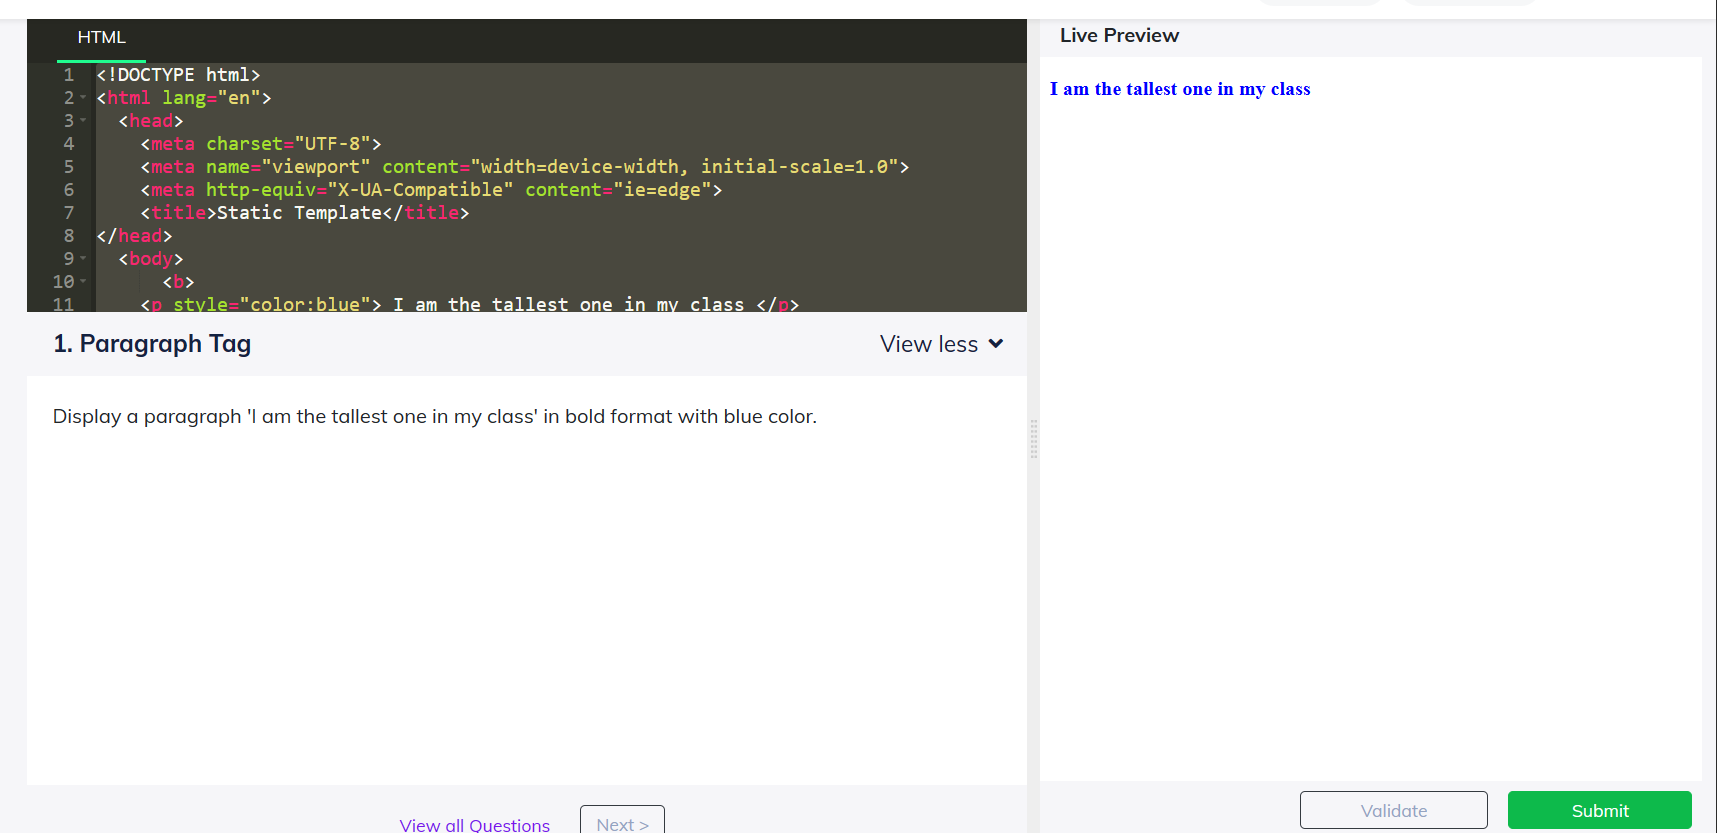 HTML
Live Preview
1 <!DOCTYPE html>
2 <html lang="en">
3 <head>
4 <meta charset="UTF-8">
5 <meta name="viewport" content="width=device-width, initial-scale=1.0">
6 <meta http-equiv="X-UA-Compatible" content="ie=edge">
7 <title>Static Template</title>
8 </head>
9 <body>
10 <b>
11 <p style="color:blue"> I am the tallest one in my class </p>
I am the tallest one in my class
1. Paragraph Tag
View less
Display a paragraph 'I am the tallest one in my class' in bold format with blue color.
View all Questions
Next >
Validate
Submit